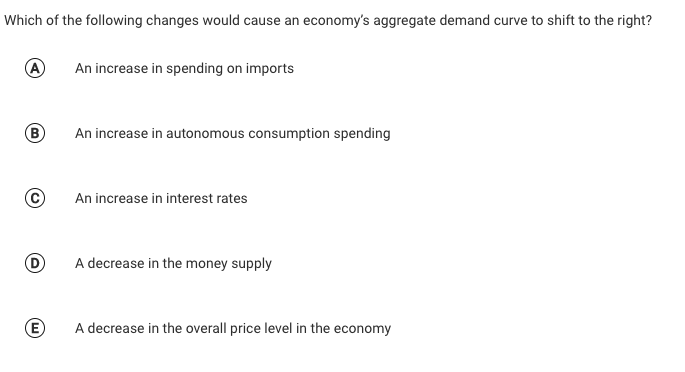 Which of the following changes would cause an economy's aggregate demand curve to shift to the right?
A An increase in spending on imports
B An increase in autonomous consumption spending
C An increase in interest rates
D A decrease in the money supply
E A decrease in the overall price level in the economy